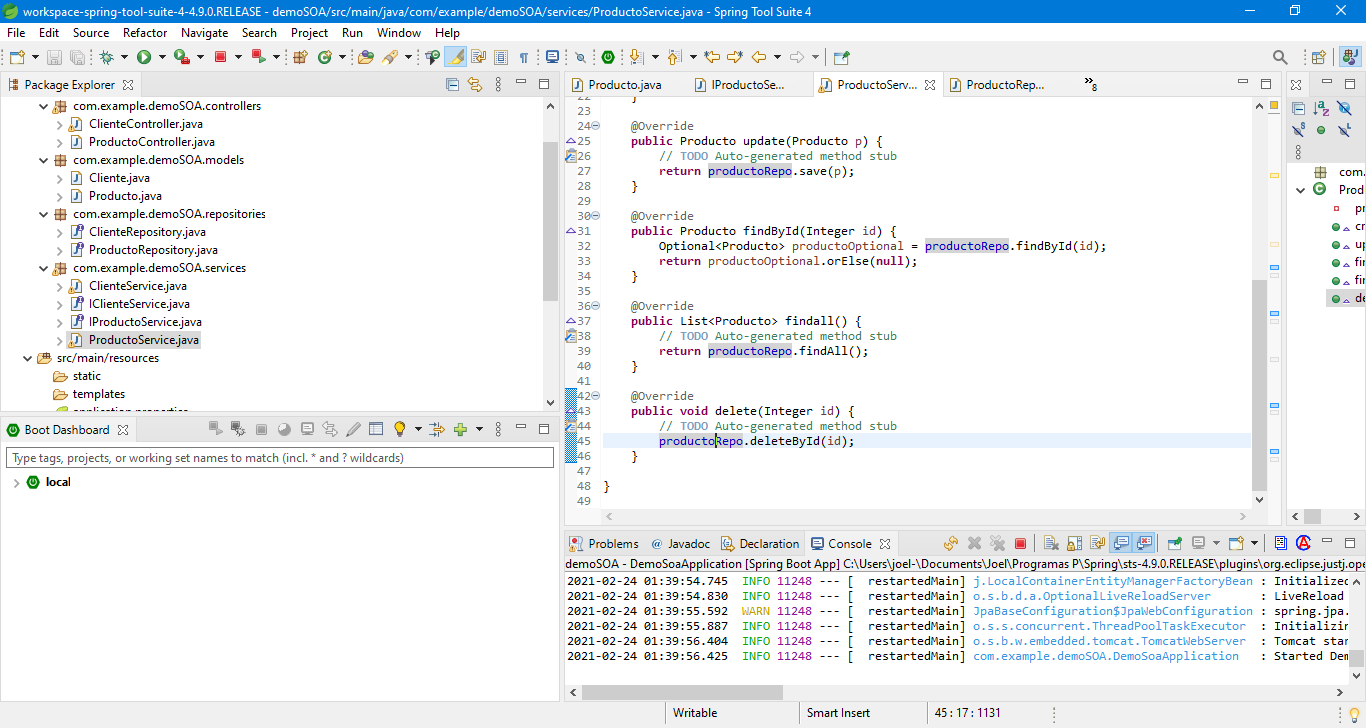 workspace-spring-tool-suite-4-4.9.0.RELEASE - demoSOA/src/main/java/com/example/demoSOA/services/ProductoService.java - Spring Tool Suite 4
File Edit Source Refactor Navigate Search Project Run Window Help
Package Explorer
com.example.demoSOA.controllers
ClienteController.java
ProductoController.java
com.example.demoSOA.models
Cliente.java
Producto.java
com.example.demoSOA.repositories
ClienteRepository.java
ProductoRepository.java
com.example.demoSOA.services
ClienteService.java
IClienteService.java
IProductoService.java
ProductoService.java
src/main/resources
static
templates
application.properties
Boot Dashboard
Type tags, projects, or working set names to match (incl. * and ? wildcards)
local
Producto.java IProductoSe... ProductoServ... ProductoRep... »8
22 }
23
24 @Override
25 public Producto update(Producto p) {
26 // TODO Auto-generated method stub
27 return productoRepo.save(p);
28 }
29
30 @Override
31 public Producto findById(Integer id) {
32 Optional<Producto> productoOptional = productoRepo.findById(id);
33 return productoOptional.orElse(null);
34 }
35
36 @Override
37 public List<Producto> findall() {
38 // TODO Auto-generated method stub
39 return productoRepo.findAll();
40 }
41
42 @Override
43 public void delete(Integer id) {
44 // TODO Auto-generated method stub
45 productoRepo.deleteById(id);
46 }
47
48 }
49
com.
Prod
pr
cr
up
fin
fin
de
Problems @ Javadoc Declaration Console
demoSOA - DemoSoaApplication [Spring Boot App] C:\Users\joel-\Documents\Joel\Programas P\Spring\sts-4.9.0.RELEASE\plugins\org.eclipse.justj.ope
2021-02-24 01:39:54.745 INFO 11248 --- [ restartedMain] j.LocalContainerEntityManagerFactoryBean : Initialized
2021-02-24 01:39:54.830 INFO 11248 --- [ restartedMain] o.s.b.d.a.OptionalLiveReloadServer : LiveReload
2021-02-24 01:39:55.592 WARN 11248 --- [ restartedMain] JpaBaseConfiguration$JpaWebConfiguration : spring.jpa.
2021-02-24 01:39:55.887 INFO 11248 --- [ restartedMain] o.s.s.concurrent.ThreadPoolTaskExecutor : Initializin
2021-02-24 01:39:56.404 INFO 11248 --- [ restartedMain] o.s.b.w.embedded.tomcat.TomcatWebServer : Tomcat star
2021-02-24 01:39:56.425 INFO 11248 --- [ restartedMain] com.example.demoSOA.DemoSoaApplication : Started Dem
Writable Smart Insert 45 : 17 : 1131